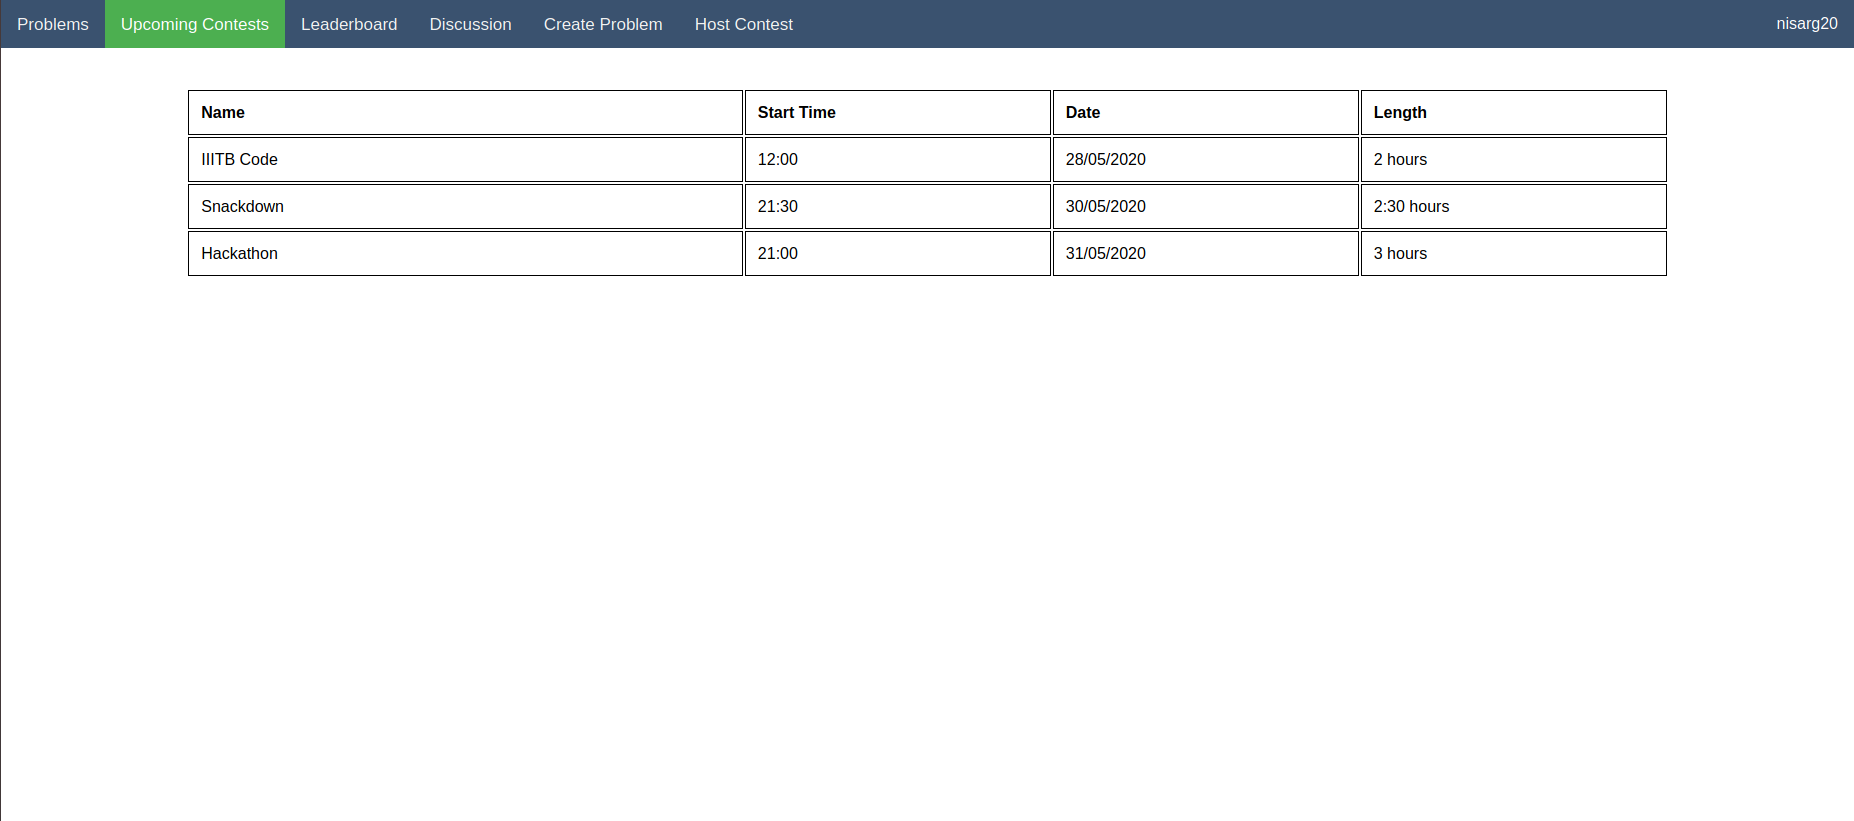 Problems Upcoming Contests Leaderboard Discussion Create Problem Host Contest nisarg20
Name Start Time Date Length
IIITB Code 12:00 28/05/2020 2 hours
Snackdown 21:30 30/05/2020 2:30 hours
Hackathon 21:00 31/05/2020 3 hours